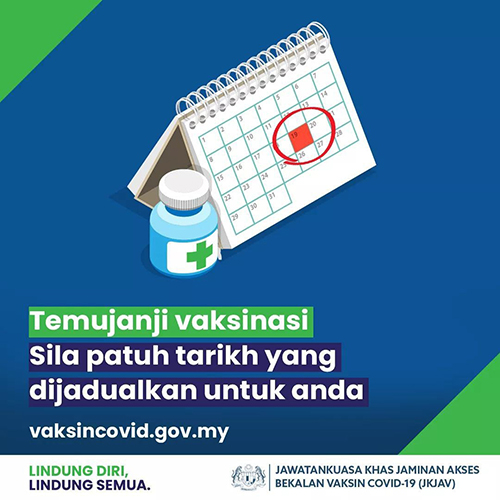 Temujanji vaksinasi
Sila patuh tarikh yang
dijadualkan untuk anda
vaksincovid.gov.my
LINDUNG DIRI,
LINDUNG SEMUA.
JAWATANKUASA KHAS JAMINAN AKSES
BEKALAN VAKSIN COVID-19 (JKJAV)